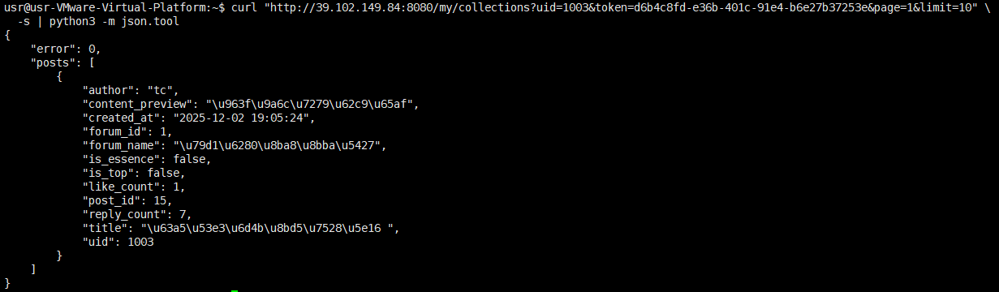 usr@usr-VMware-Virtual-Platform:~$ curl "http://39.102.149.84:8080/my/collections?uid=1003&token=d6b4c8fd-e36b-401c-91e4-b6e27b37253e&page=1&limit=10" \
  -s | python3 -m json.tool
{
    "error": 0,
    "posts": [
        {
            "author": "tc",
            "content_preview": "\u963f\u9a6c\u7279\u62c9\u65af",
            "created_at": "2025-12-02 19:05:24",
            "forum_id": 1,
            "forum_name": "\u79d1\u6280\u8ba8\u8bba\u5427",
            "is_essence": false,
            "is_top": false,
            "like_count": 1,
            "post_id": 15,
            "reply_count": 7,
            "title": "\u63a5\u53e3\u6d4b\u8bd5\u7528\u5e16 ",
            "uid": 1003
        }
    ]
}